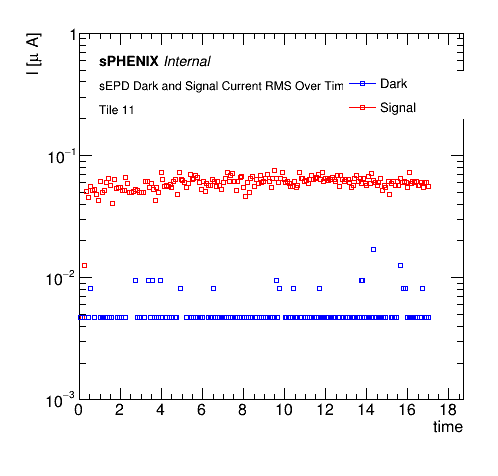 I [μ A]
1
10⁻¹
10⁻²
10⁻³
sPHENIX Internal
sEPD Dark and Signal Current RMS Over Tim
Tile 11
Dark
Signal
0 2 4 6 8 10 12 14 16 18
time